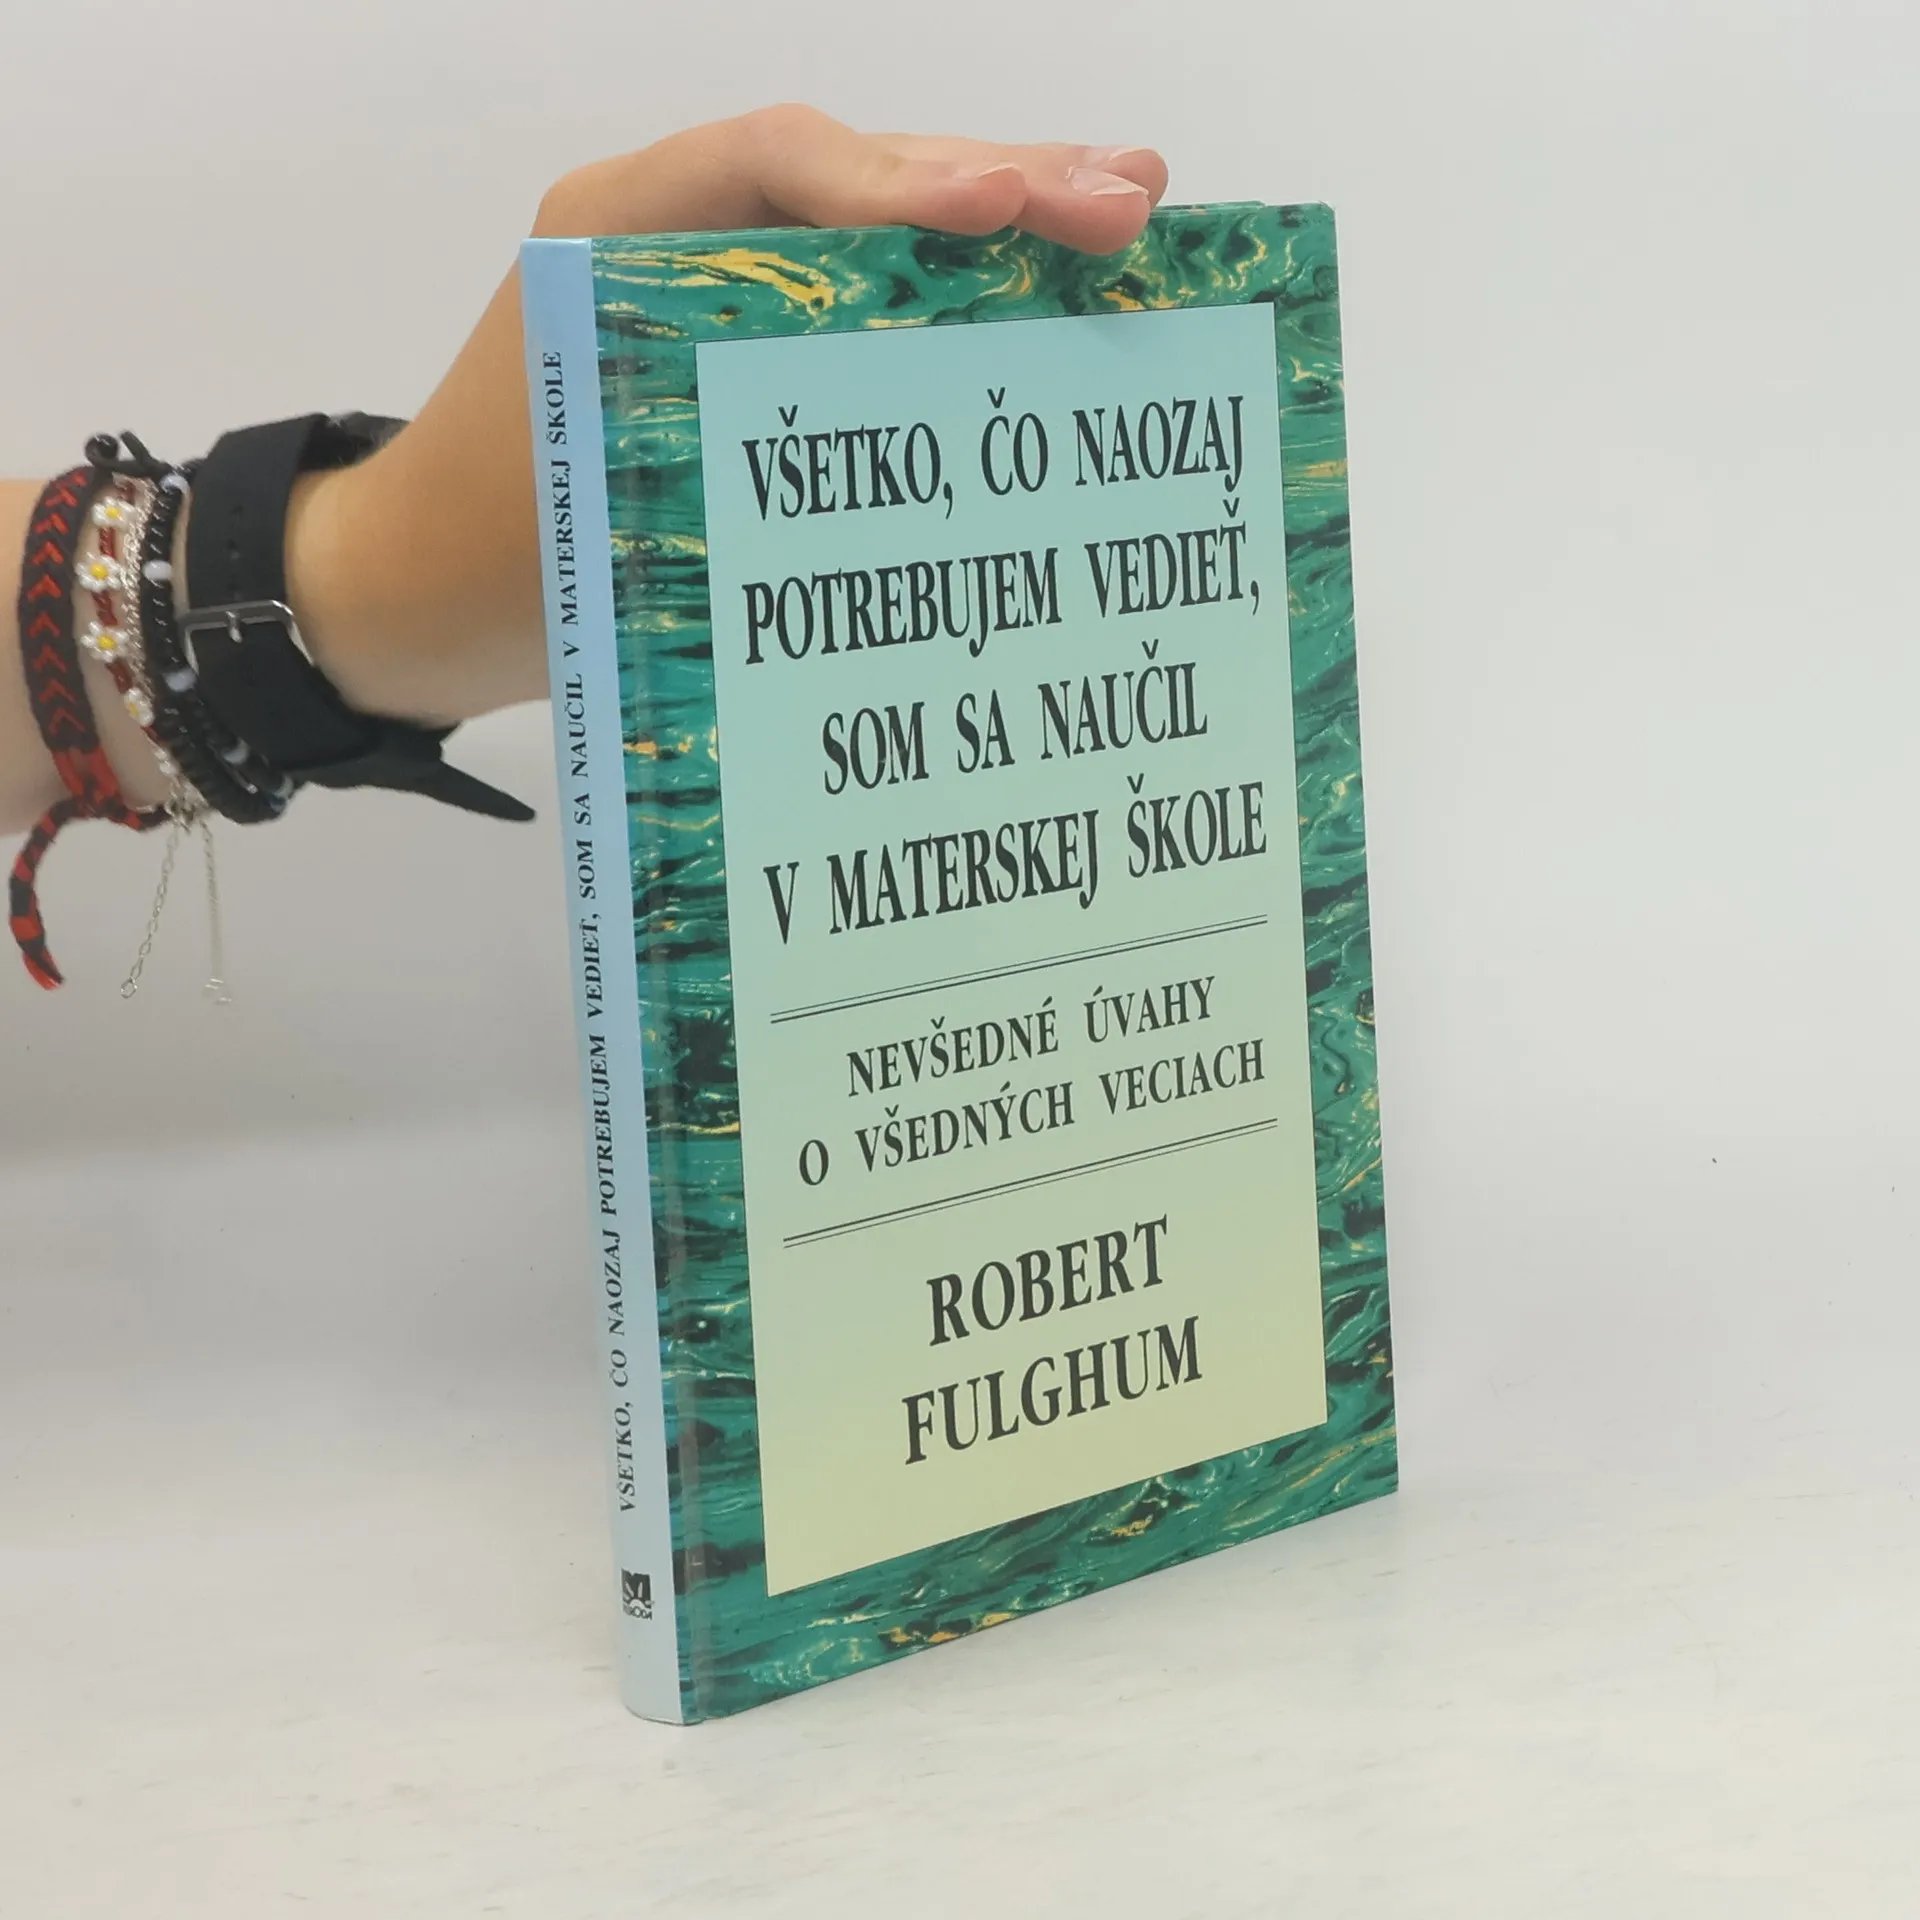 VŠETKO, ČO NAOZAJ
POTREBUJEM VEDIEŤ,
SOM SA NAUČIL
V MATERSKEJ ŠKOLE
NEVŠEDNÉ ÚVAHY
O VŠEDNÝCH VECIACH
ROBERT
FULGHUM
VŠETKO, ČO NAOZAJ POTREBUJEM VEDIEŤ, SOM SA NAUČIL V MATERSKEJ ŠKOLE